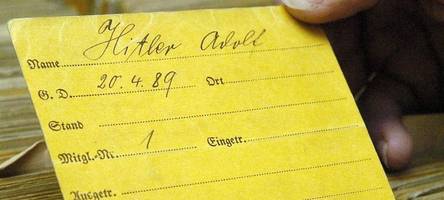 Name Hitler Adolf
G. D. 20. 4. 89 Ort
Stand
Mitgl.-Nr. 1 Eingetr.
Ausgetr.